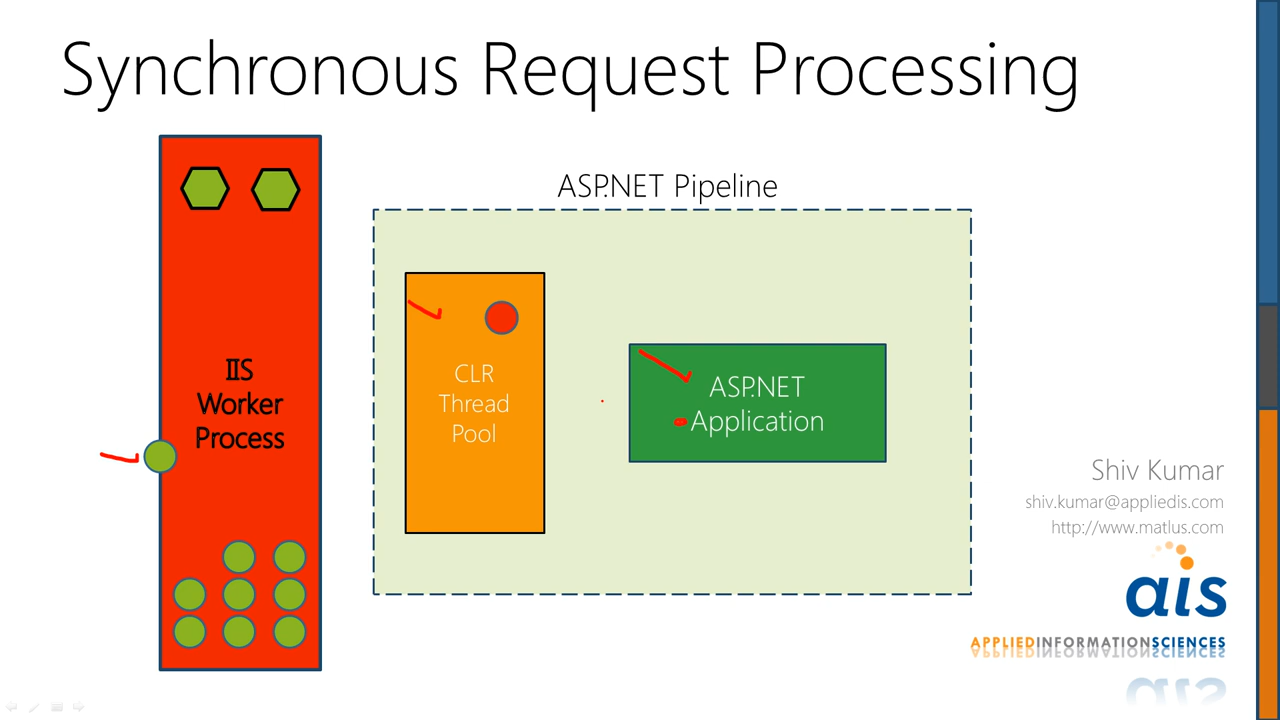 Synchronous Request Processing
ASP.NET Pipeline
IIS
Worker
Process
CLR
Thread
Pool
ASP.NET
Application
Shiv Kumar
shiv.kumar@appliedis.com
http://www.matlus.com
ais
APPLIEDINFORMATIONSCIENCES